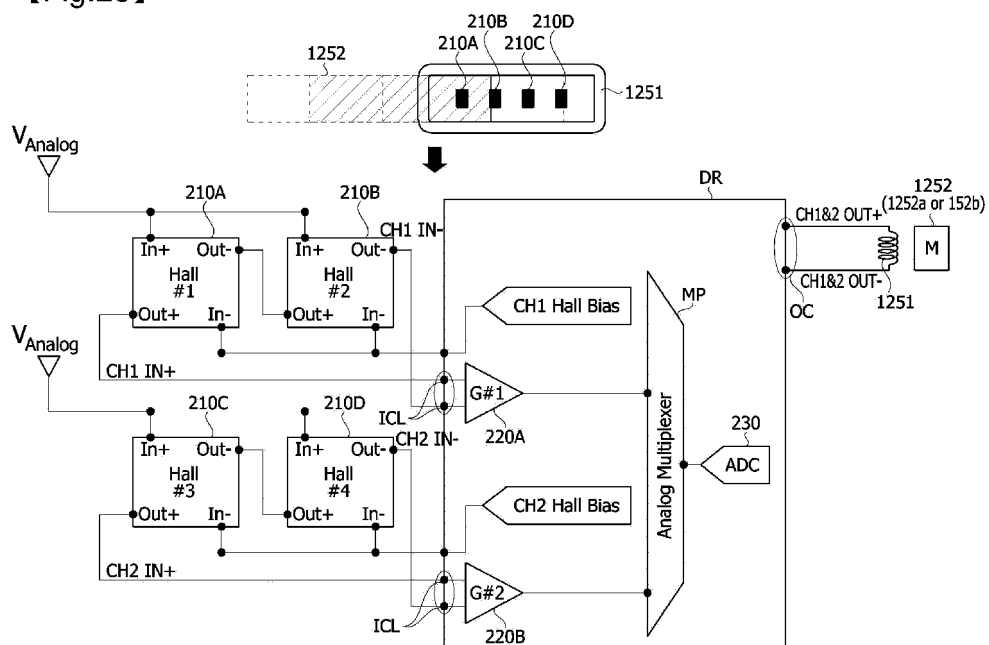 210B 210D
1252 210A 210C
1251
VAnalog
210A 210B DR
1252
(1252a or 152b)
CH1 IN- CH1&2 OUT+
In+ Out- In+ Out-
Hall #1 Hall #2
M
Out+ In- Out+ In-
CH1 Hall Bias MP
CH1&2 OUT- 1251
OC
VAnalog
CH1 IN+
G#1
ICL
210C 210D
CH2 IN- 220A
230
In+ Out- In+ Out-
Analog Multiplexer
ADC
Hall #3 Hall #4
CH2 Hall Bias
Out+ In- Out+ In-
CH2 IN+
G#2
ICL
220B